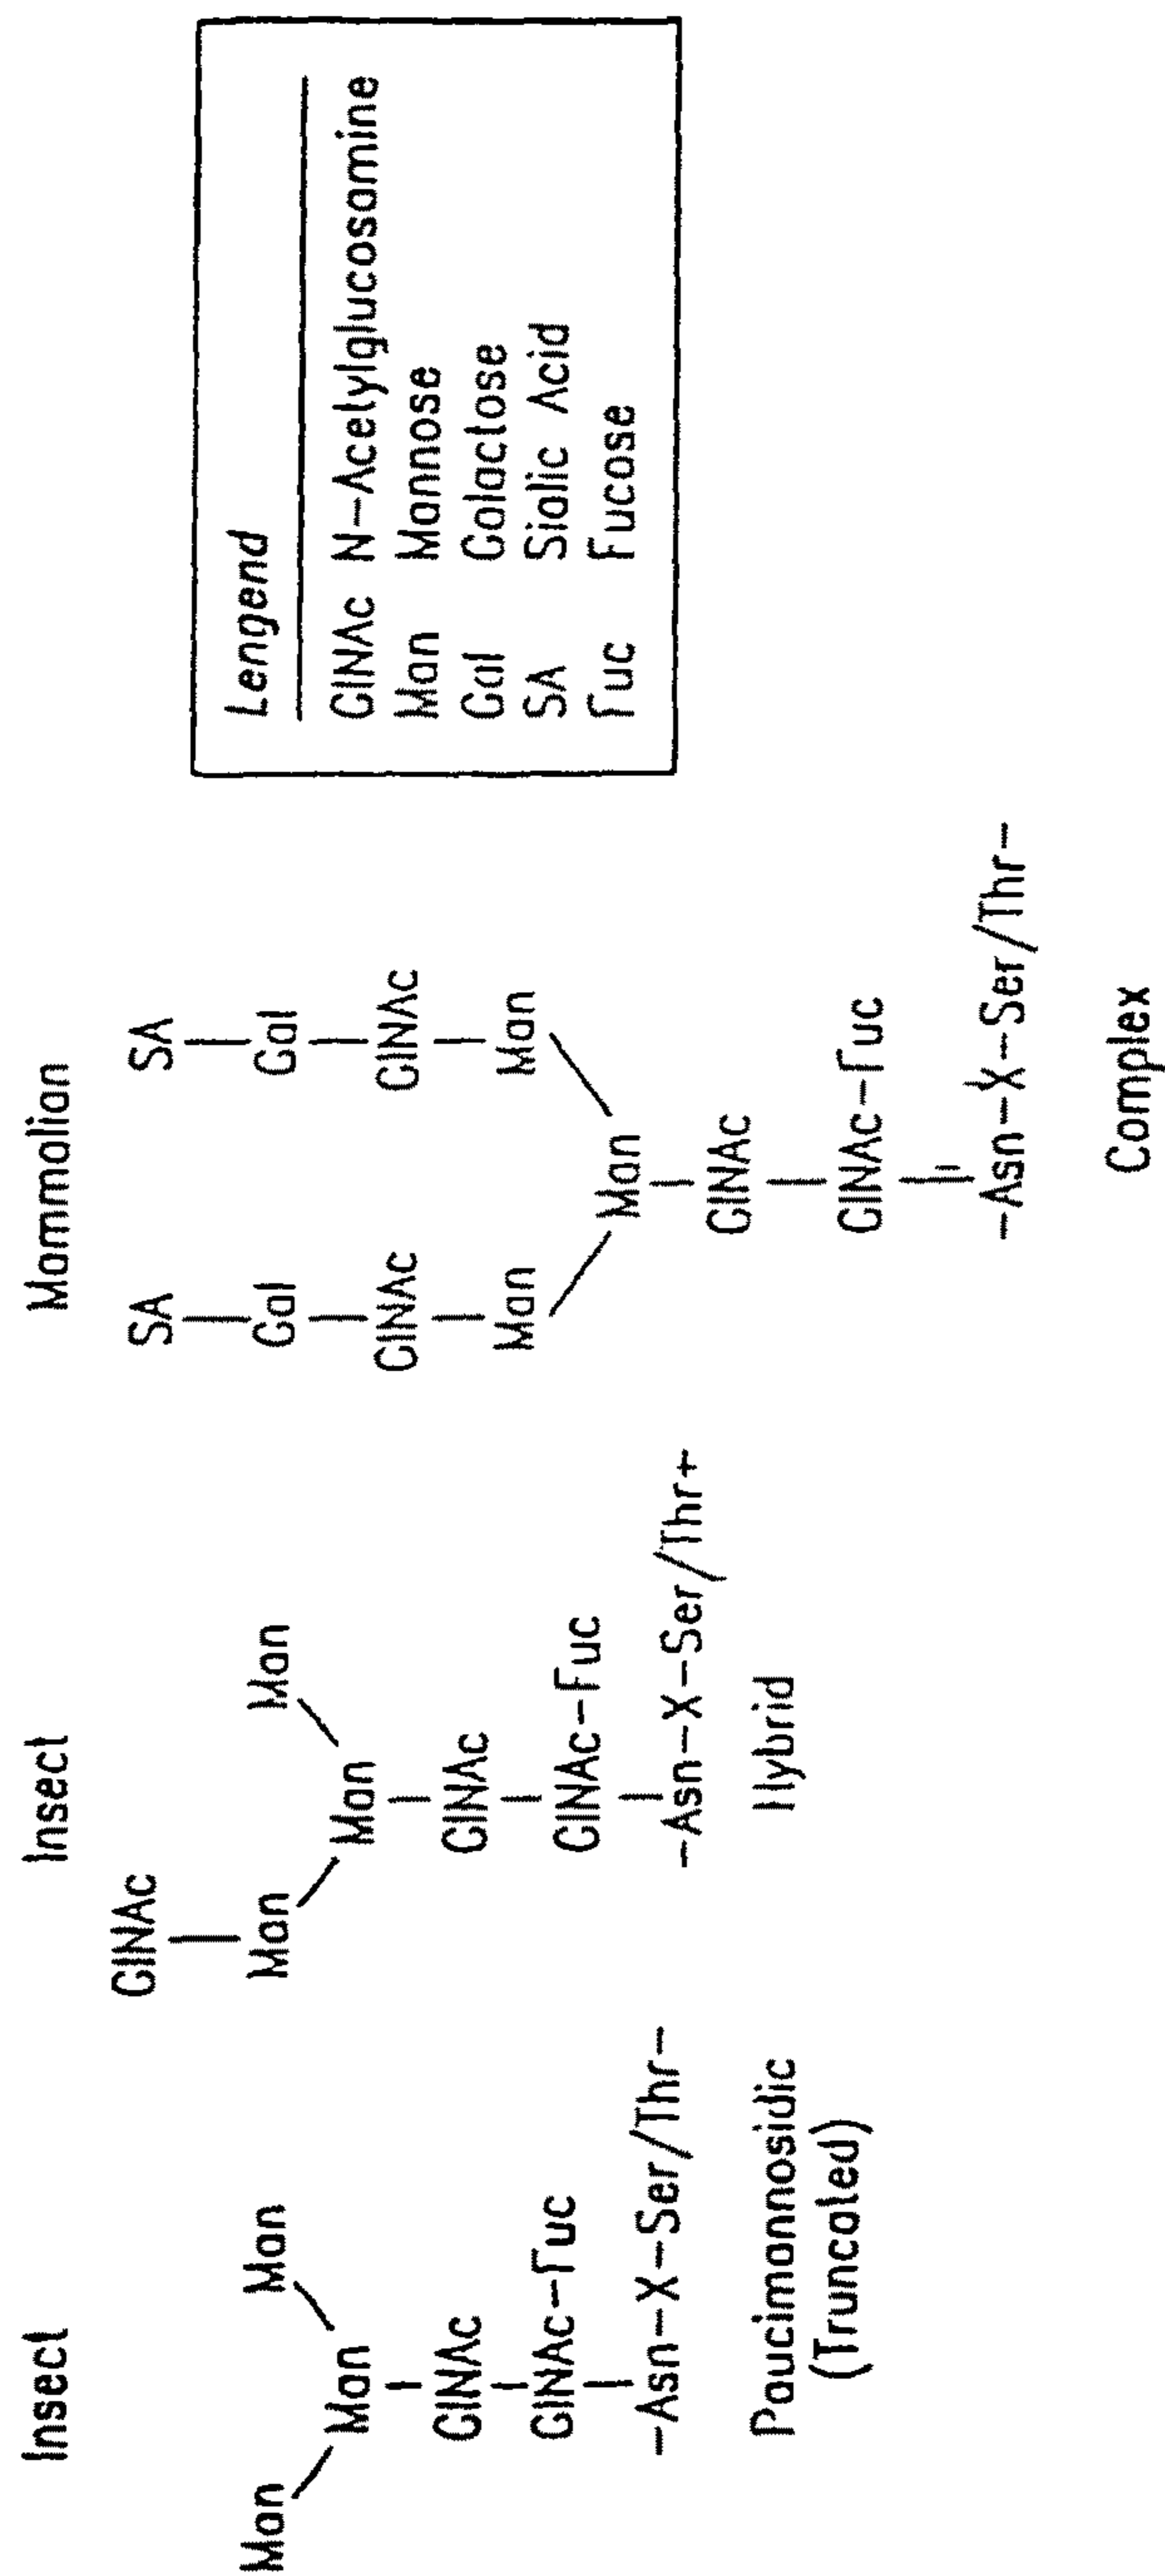 Insect
Man Man
Man
GlNAc
GlNAc-Fuc
-Asn-X-Ser/Thr-
Paucimannosidic
(Truncated)
Insect
GlNAc
Man Man
Man
GlNAc
GlNAc-Fuc
-Asn-X-Ser/Thr+
Hybrid
Mammalian
SA SA
Gal Gal
GlNAc GlNAc
Man Man
Man
GlNAc
GlNAc-Fuc
-Asn-X-Ser/Thr-
Complex
Lengend
GlNAc N-Acetylglucosamine
Man Mannose
Gal Galactose
SA Sialic Acid
Fuc Fucose